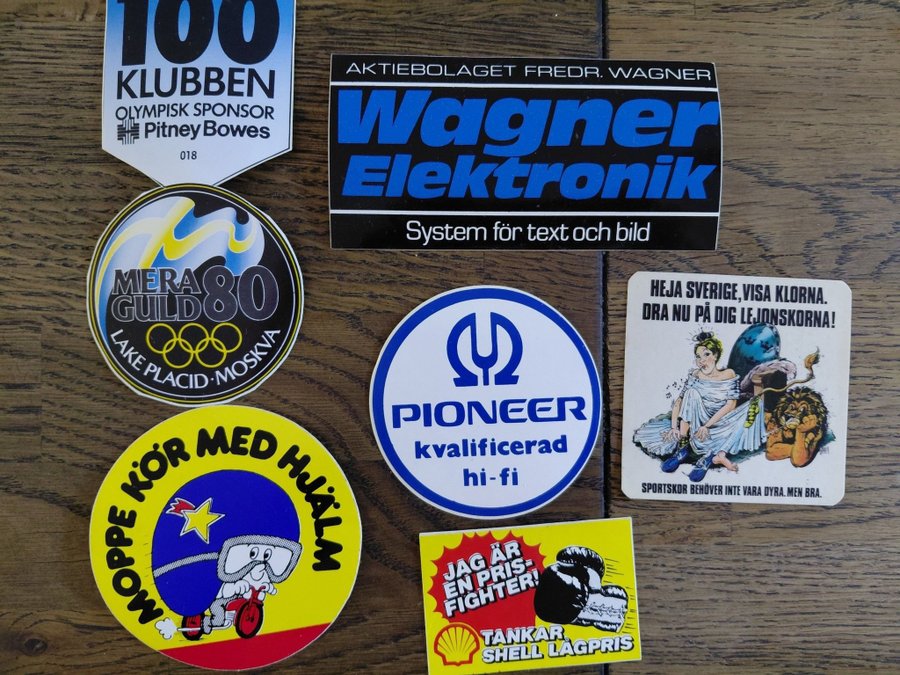 100
KLUBBEN
OLYMPISK SPONSOR
Pitney Bowes
018
AKTIEBOLAGET FREDR. WAGNER
Wagner
Elektronik
System för text och bild
MERA
GULD 80
LAKE PLACID · MOSKVA
PIONEER
kvalificerad
hi-fi
HEJA SVERIGE, VISA KLORNA.
DRA NU PÅ DIG LEJONSKORNA!
SPORTSKOR BEHÖVER INTE VARA DYRA. MEN BRA.
MOPPE KÖR MED HJÄLM
JAG ÄR
EN PRIS-
FIGHTER!
TANKAR
SHELL LÅGPRIS